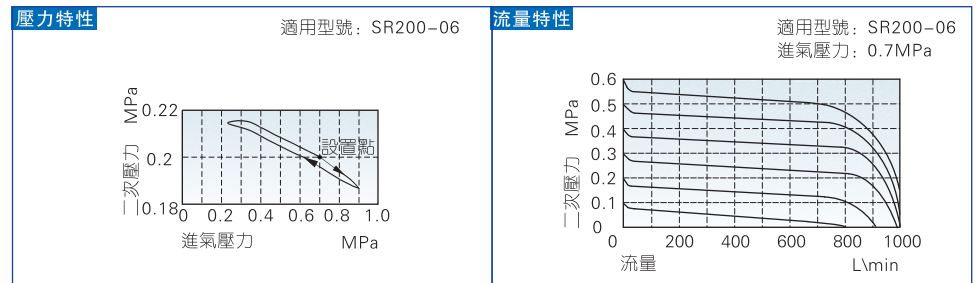 壓力特性
適用型號：SR200-06
MPa
二次壓力
0.22
0.2
0.18
設置點
0 0.2 0.4 0.6 0.8 1.0
進氣壓力 MPa
流量特性
適用型號：SR200-06
進氣壓力：0.7MPa
MPa
二次壓力
0.6
0.5
0.4
0.3
0.2
0.1
0
0 200 400 600 800 1000
流量 L\min